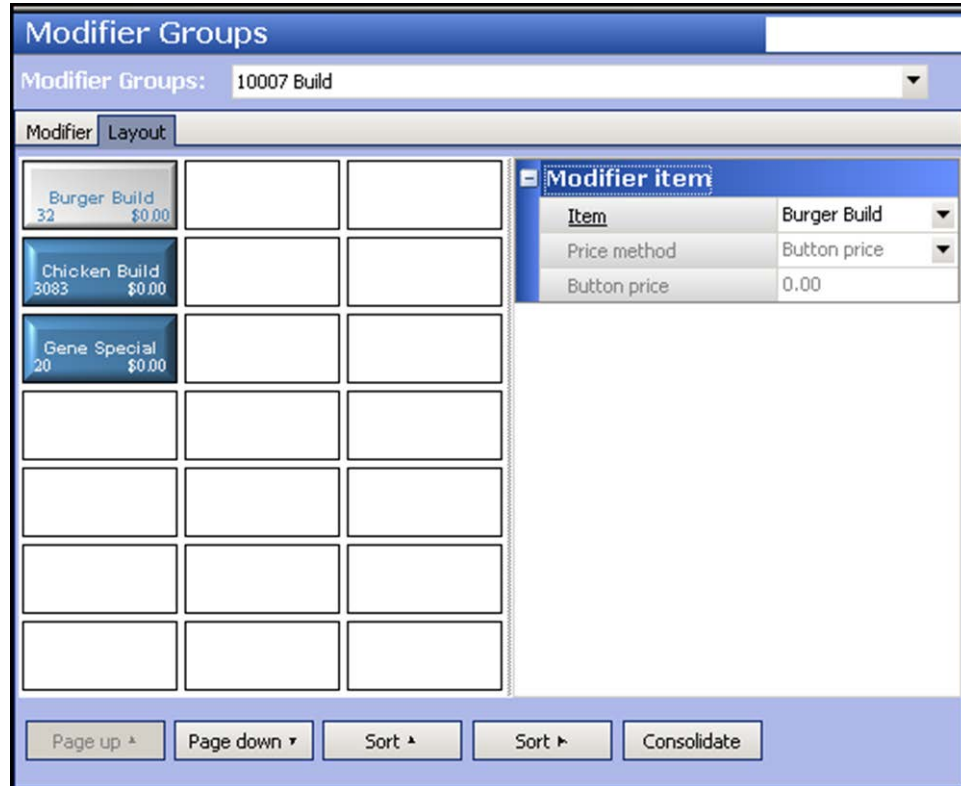 Modifier Groups
Modifier Groups: 10007 Build
Modifier Layout
Burger Build
32 $0.00
Chicken Build
3083 $0.00
Gene Special
20 $0.00
Modifier item
Item Burger Build
Price method Button price
Button price 0.00
Page up Page down Sort Sort Consolidate